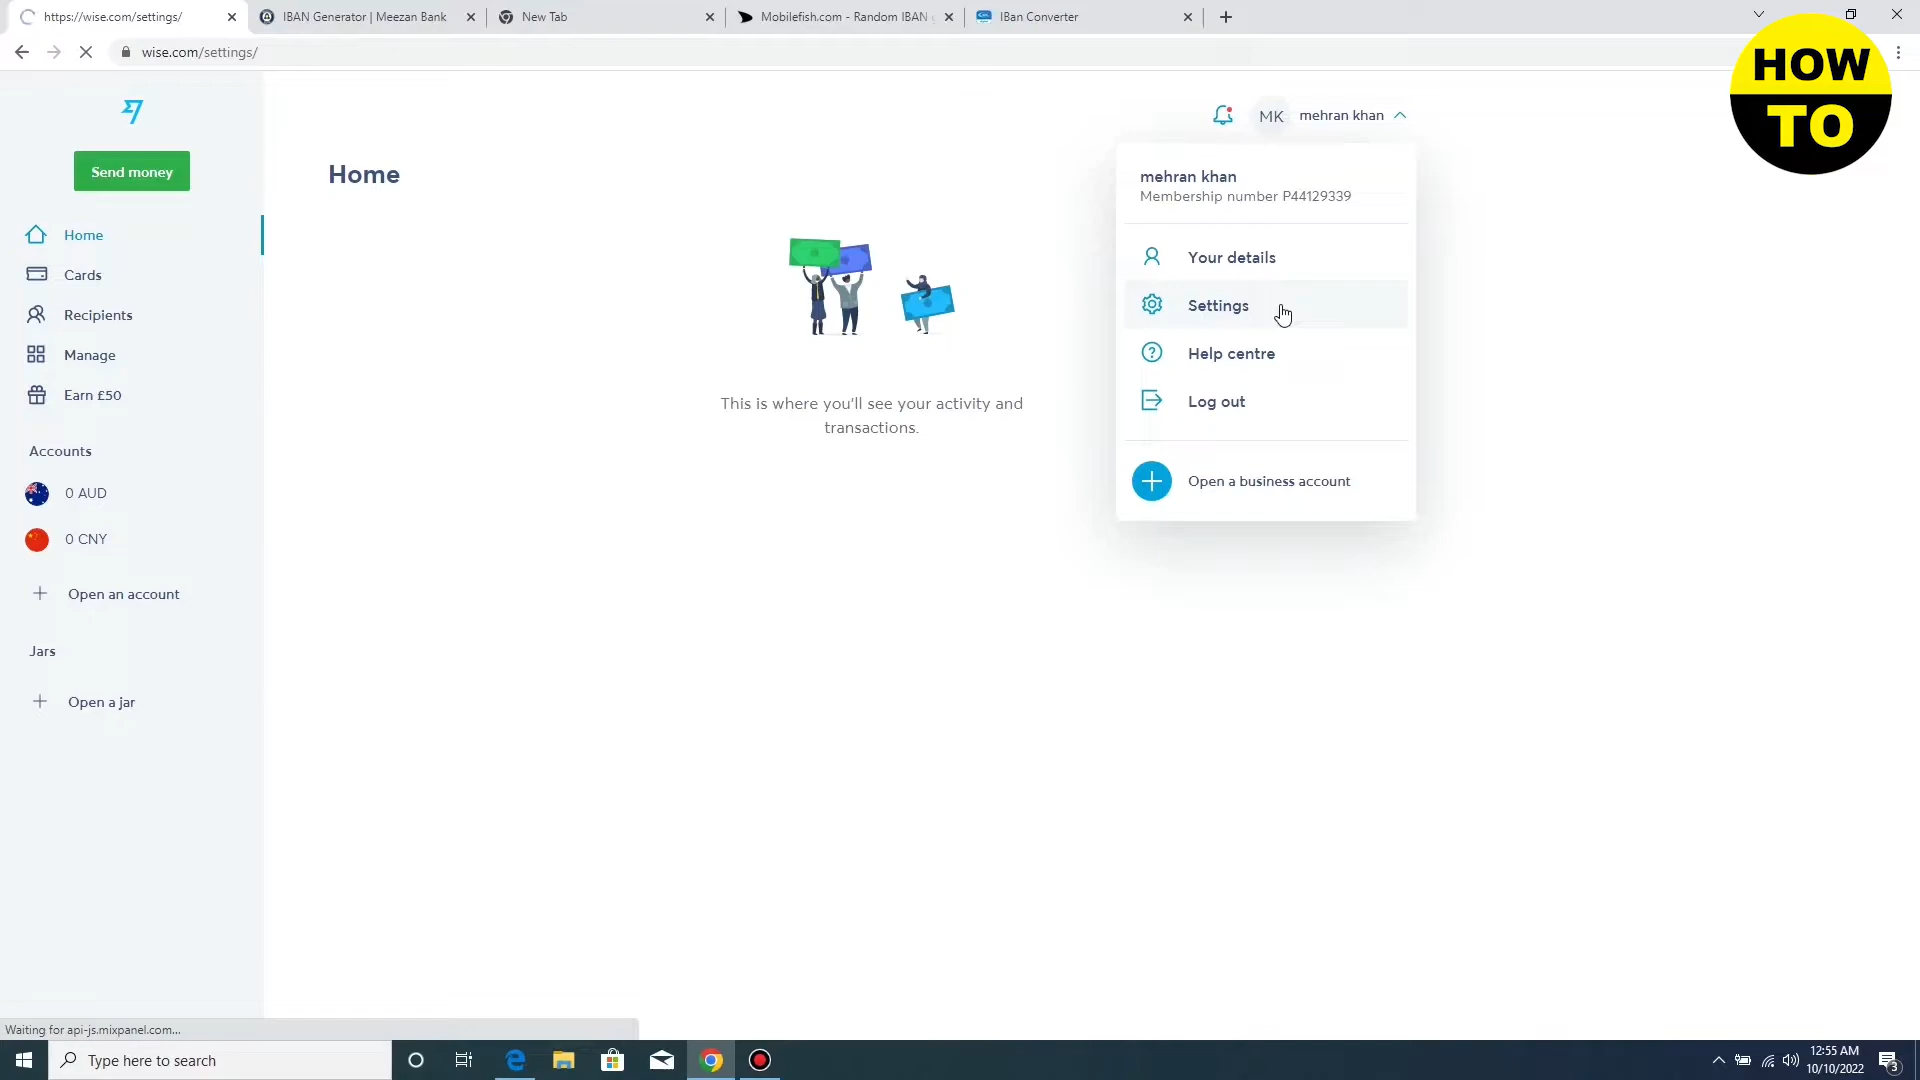 https://wise.com/settings/
IBAN Generator | Meezan Bank
New Tab
Mobilefish.com - Random IBAN
IBan Converter
wise.com/settings/
HOW
TO
Send money
Home
Cards
Recipients
Manage
Earn £50
Accounts
0 AUD
0 CNY
Open an account
Jars
Open a jar
Home
This is where you'll see your activity and
transactions.
MK mehran khan
mehran khan
Membership number P44129339
Your details
Settings
Help centre
Log out
Open a business account
Waiting for api-js.mixpanel.com...
Type here to search
12:55 AM
10/10/2022
3